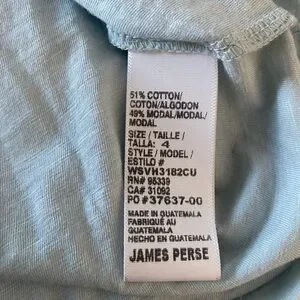 51% COTTON/
COTON/ALGODON
49% MODAL/MODAL/
MODAL
SIZE / TAILLE /
TALLA: 4
STYLE / MODEL /
ESTILO #
WSVH3182CU
RN# 95339
CA# 31092
PO # 37637-00
MADE IN GUATEMALA
FABRIQUÉ AU
GUATEMALA
HECHO EN GUATEMALA
JAMES PERSE